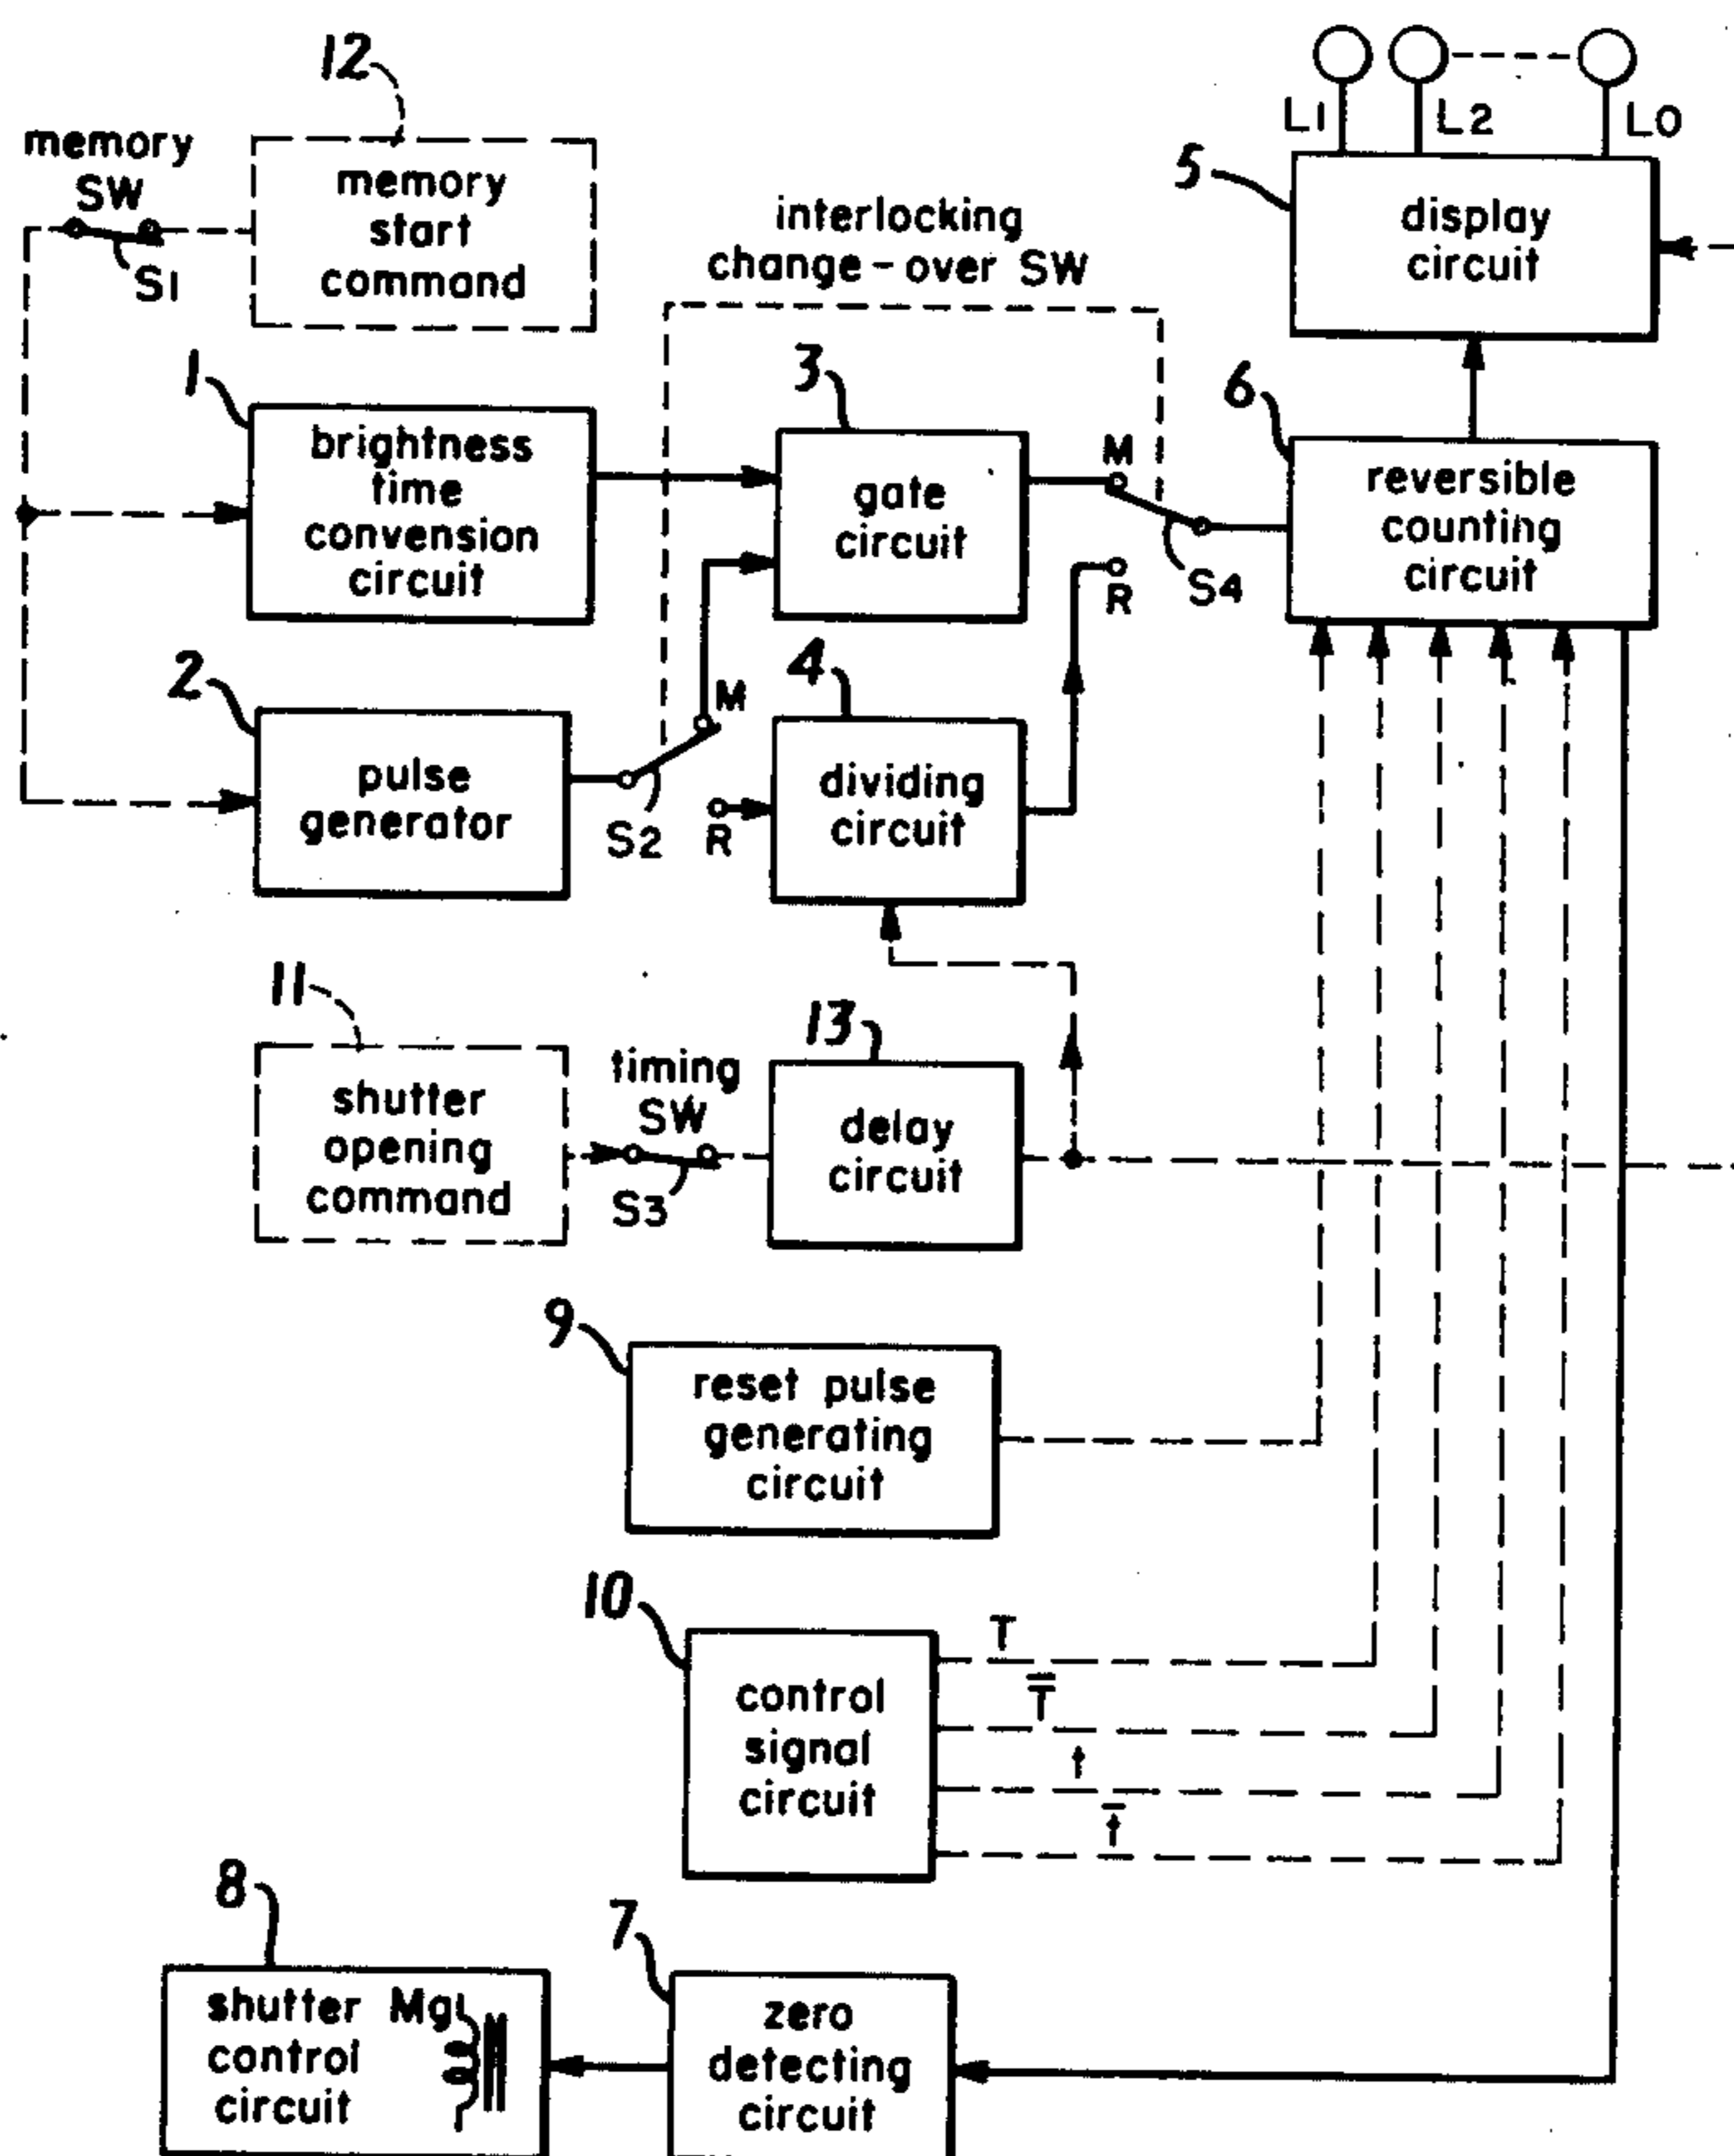 12
memory
SW
S1
memory
start
command
interlocking
change-over SW
L1
L2
LO
5
display
circuit
1
brightness
time
convension
circuit
3
gate
circuit
M
R
S4
6
reversible
counting
circuit
2
pulse
generator
M
S2
R
4
dividing
circuit
11
shutter
opening
command
timing
SW
S3
13
delay
circuit
9
reset pulse
generating
circuit
10
control
signal
circuit
T
T̅
t
t̅
8
shutter Mg1
control
circuit
7
zero
detecting
circuit